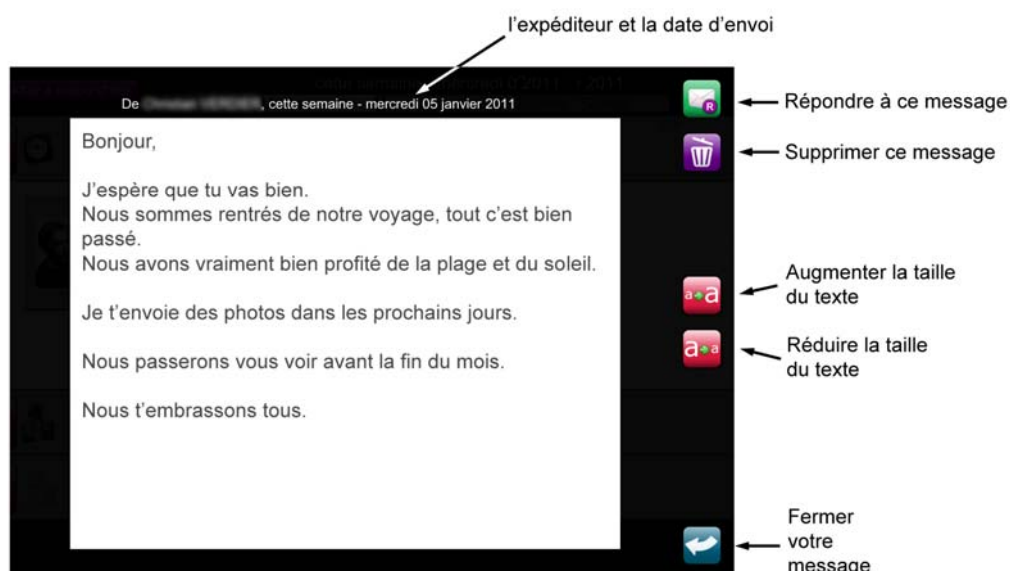 l'expéditeur et la date d'envoi
De , cette semaine - mercredi 05 janvier 2011
Répondre à ce message
Supprimer ce message
Bonjour,
J'espère que tu vas bien.
Nous sommes rentrés de notre voyage, tout c'est bien
passé.
Nous avons vraiment bien profité de la plage et du soleil.
Je t'envoie des photos dans les prochains jours.
Nous passerons vous voir avant la fin du mois.
Nous t'embrassons tous.
R
a a
Augmenter la taille
du texte
a a
Réduire la taille
du texte
Fermer
votre
message